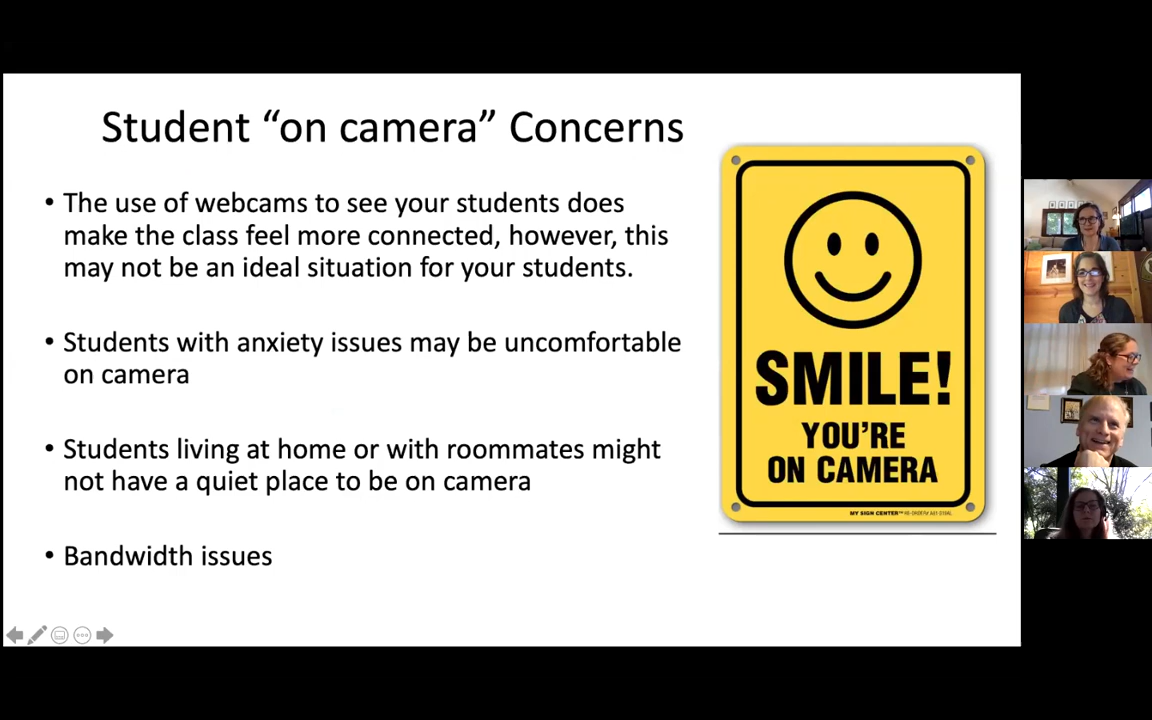 Student “on camera” Concerns
• The use of webcams to see your students does
make the class feel more connected, however, this
may not be an ideal situation for your students.
• Students with anxiety issues may be uncomfortable
on camera
• Students living at home or with roommates might
not have a quiet place to be on camera
• Bandwidth issues
SMILE!
YOU’RE
ON CAMERA
MY SIGN CENTER™